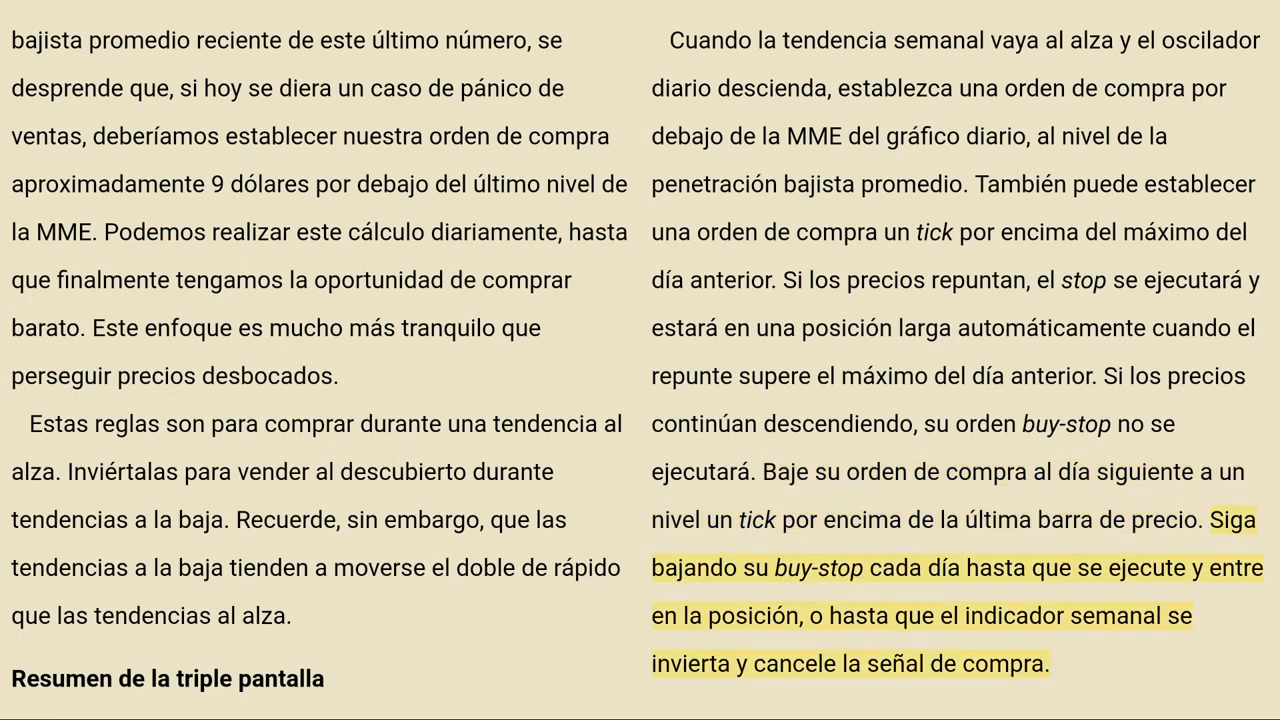 bajista promedio reciente de este último número, se
desprende que, si hoy se diera un caso de pánico de
ventas, deberíamos establecer nuestra orden de compra
aproximadamente 9 dólares por debajo del último nivel de
la MME. Podemos realizar este cálculo diariamente, hasta
que finalmente tengamos la oportunidad de comprar
barato. Este enfoque es mucho más tranquilo que
perseguir precios desbocados.
Estas reglas son para comprar durante una tendencia al
alza. Inviértalas para vender al descubierto durante
tendencias a la baja. Recuerde, sin embargo, que las
tendencias a la baja tienden a moverse el doble de rápido
que las tendencias al alza.
Resumen de la triple pantalla
Cuando la tendencia semanal vaya al alza y el oscilador
diario descienda, establezca una orden de compra por
debajo de la MME del gráfico diario, al nivel de la
penetración bajista promedio. También puede establecer
una orden de compra un tick por encima del máximo del
día anterior. Si los precios repuntan, el stop se ejecutará y
estará en una posición larga automáticamente cuando el
repunte supere el máximo del día anterior. Si los precios
continúan descendiendo, su orden buy-stop no se
ejecutará. Baje su orden de compra al día siguiente a un
nivel un tick por encima de la última barra de precio. Siga
bajando su buy-stop cada día hasta que se ejecute y entre
en la posición, o hasta que el indicador semanal se
invierta y cancele la señal de compra.